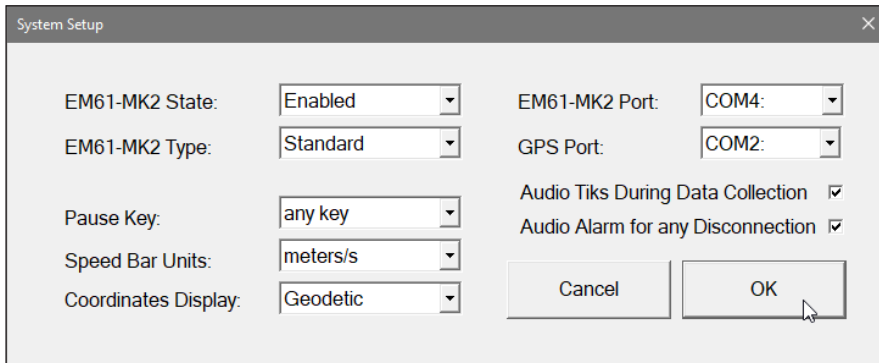 System Setup
EM61-MK2 State: Enabled
EM61-MK2 Port: COM4:
EM61-MK2 Type: Standard
GPS Port: COM2:
Audio Tiks During Data Collection
Pause Key: any key
Audio Alarm for any Disconnection
Speed Bar Units: meters/s
Coordinates Display: Geodetic
Cancel
OK